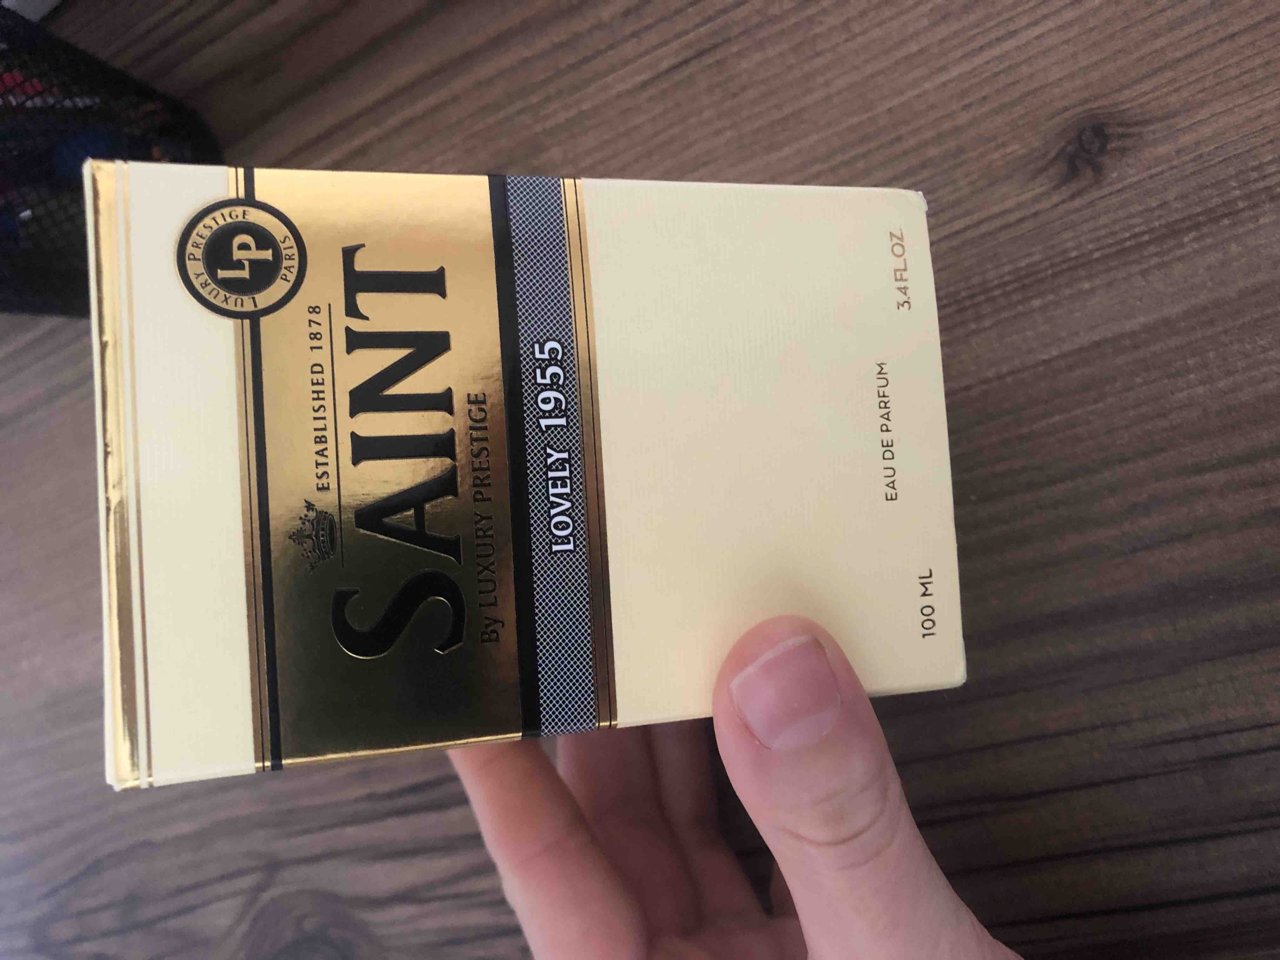 LUXURY PRESTIGE
PARIS
LP
ESTABLISHED 1878
SAINT
By LUXURY PRESTIGE
LOVELY 1955
EAU DE PARFUM
100 ML
3.4 FL.OZ.